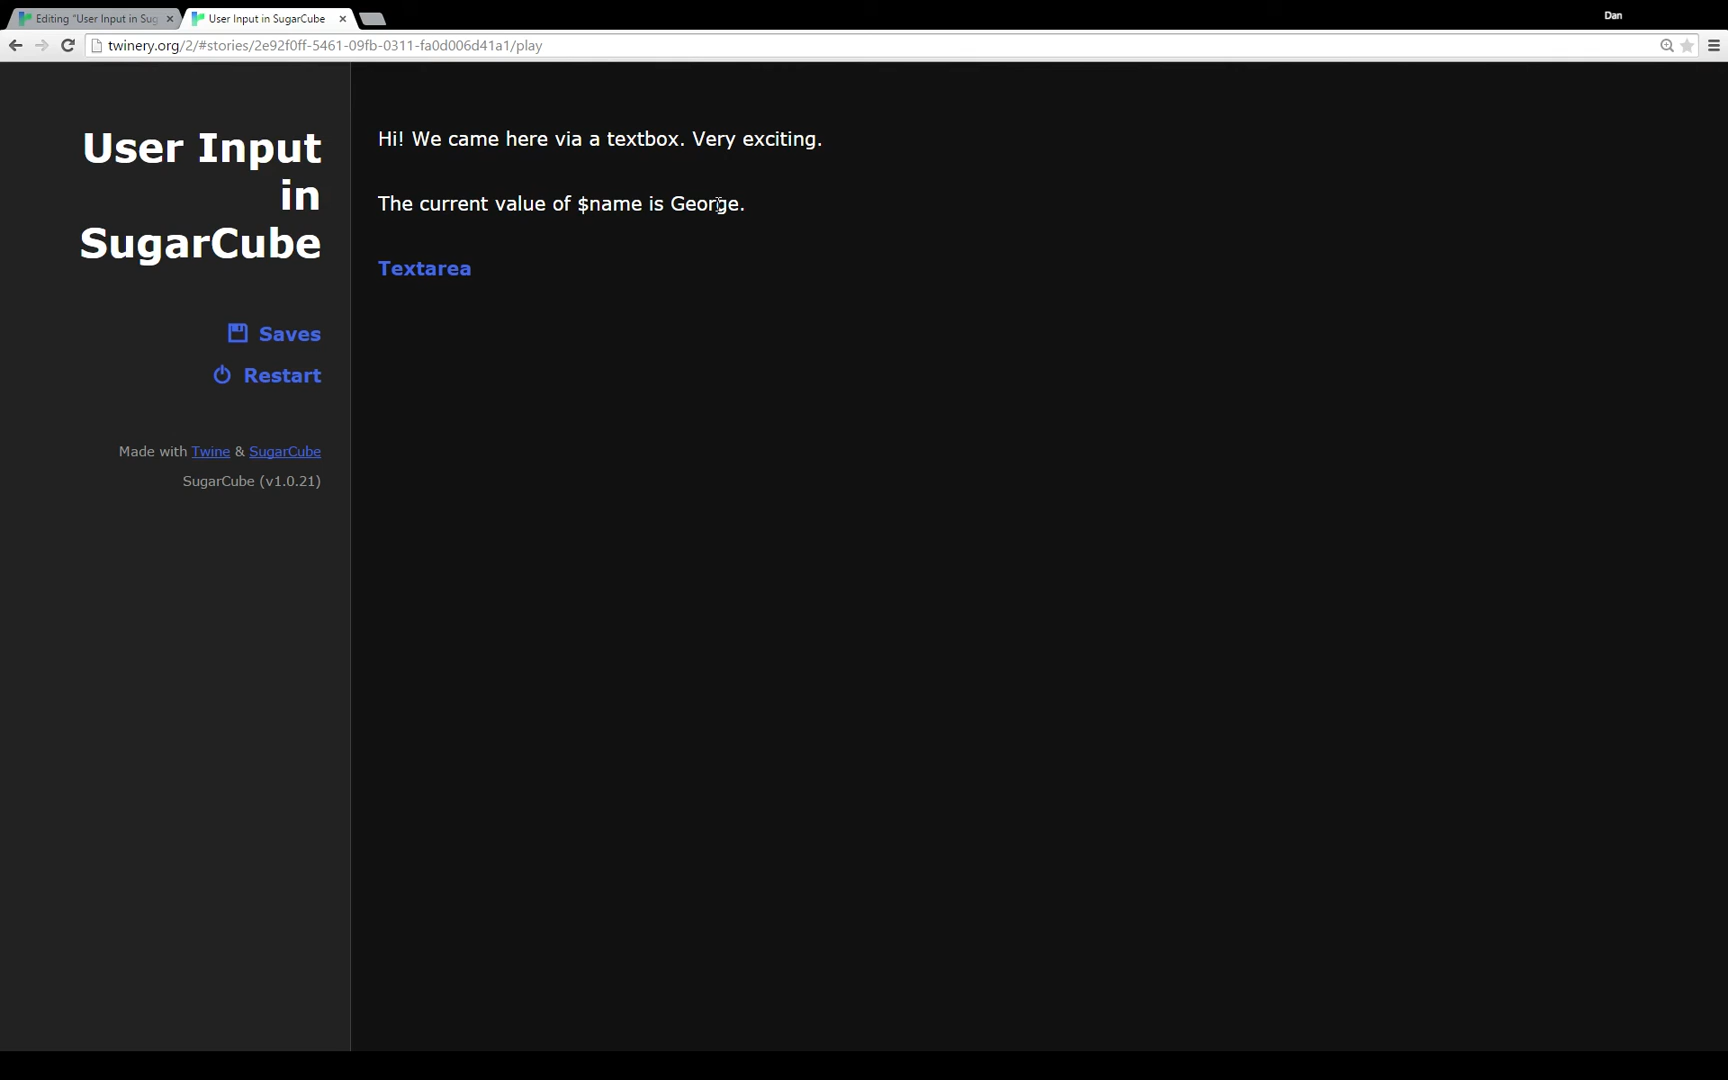 Editing "User Input in Sug
User Input in SugarCube
Dan
twinery.org/2/#stories/2e92f0ff-5461-09fb-0311-fa0d006d41a1/play
User Input
in
SugarCube
Saves
Restart
Made with Twine & SugarCube
SugarCube (v1.0.21)
Hi! We came here via a textbox. Very exciting.
The current value of $name is George.
Textarea